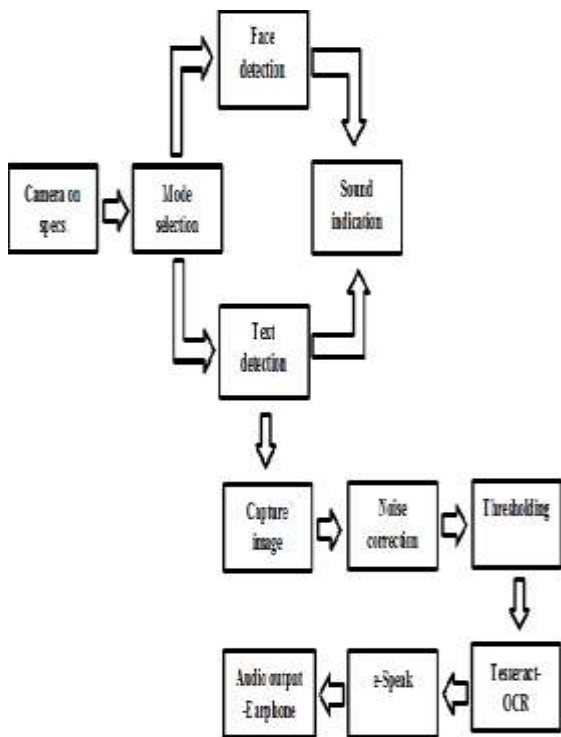 Face
detection
Camera on
specs
Mode
selection
Sound
indication
Text
detection
Capture
image
Noise
correction
Thresholding
Audio output
-Earphone
e-Speak
Tesseract-
OCR